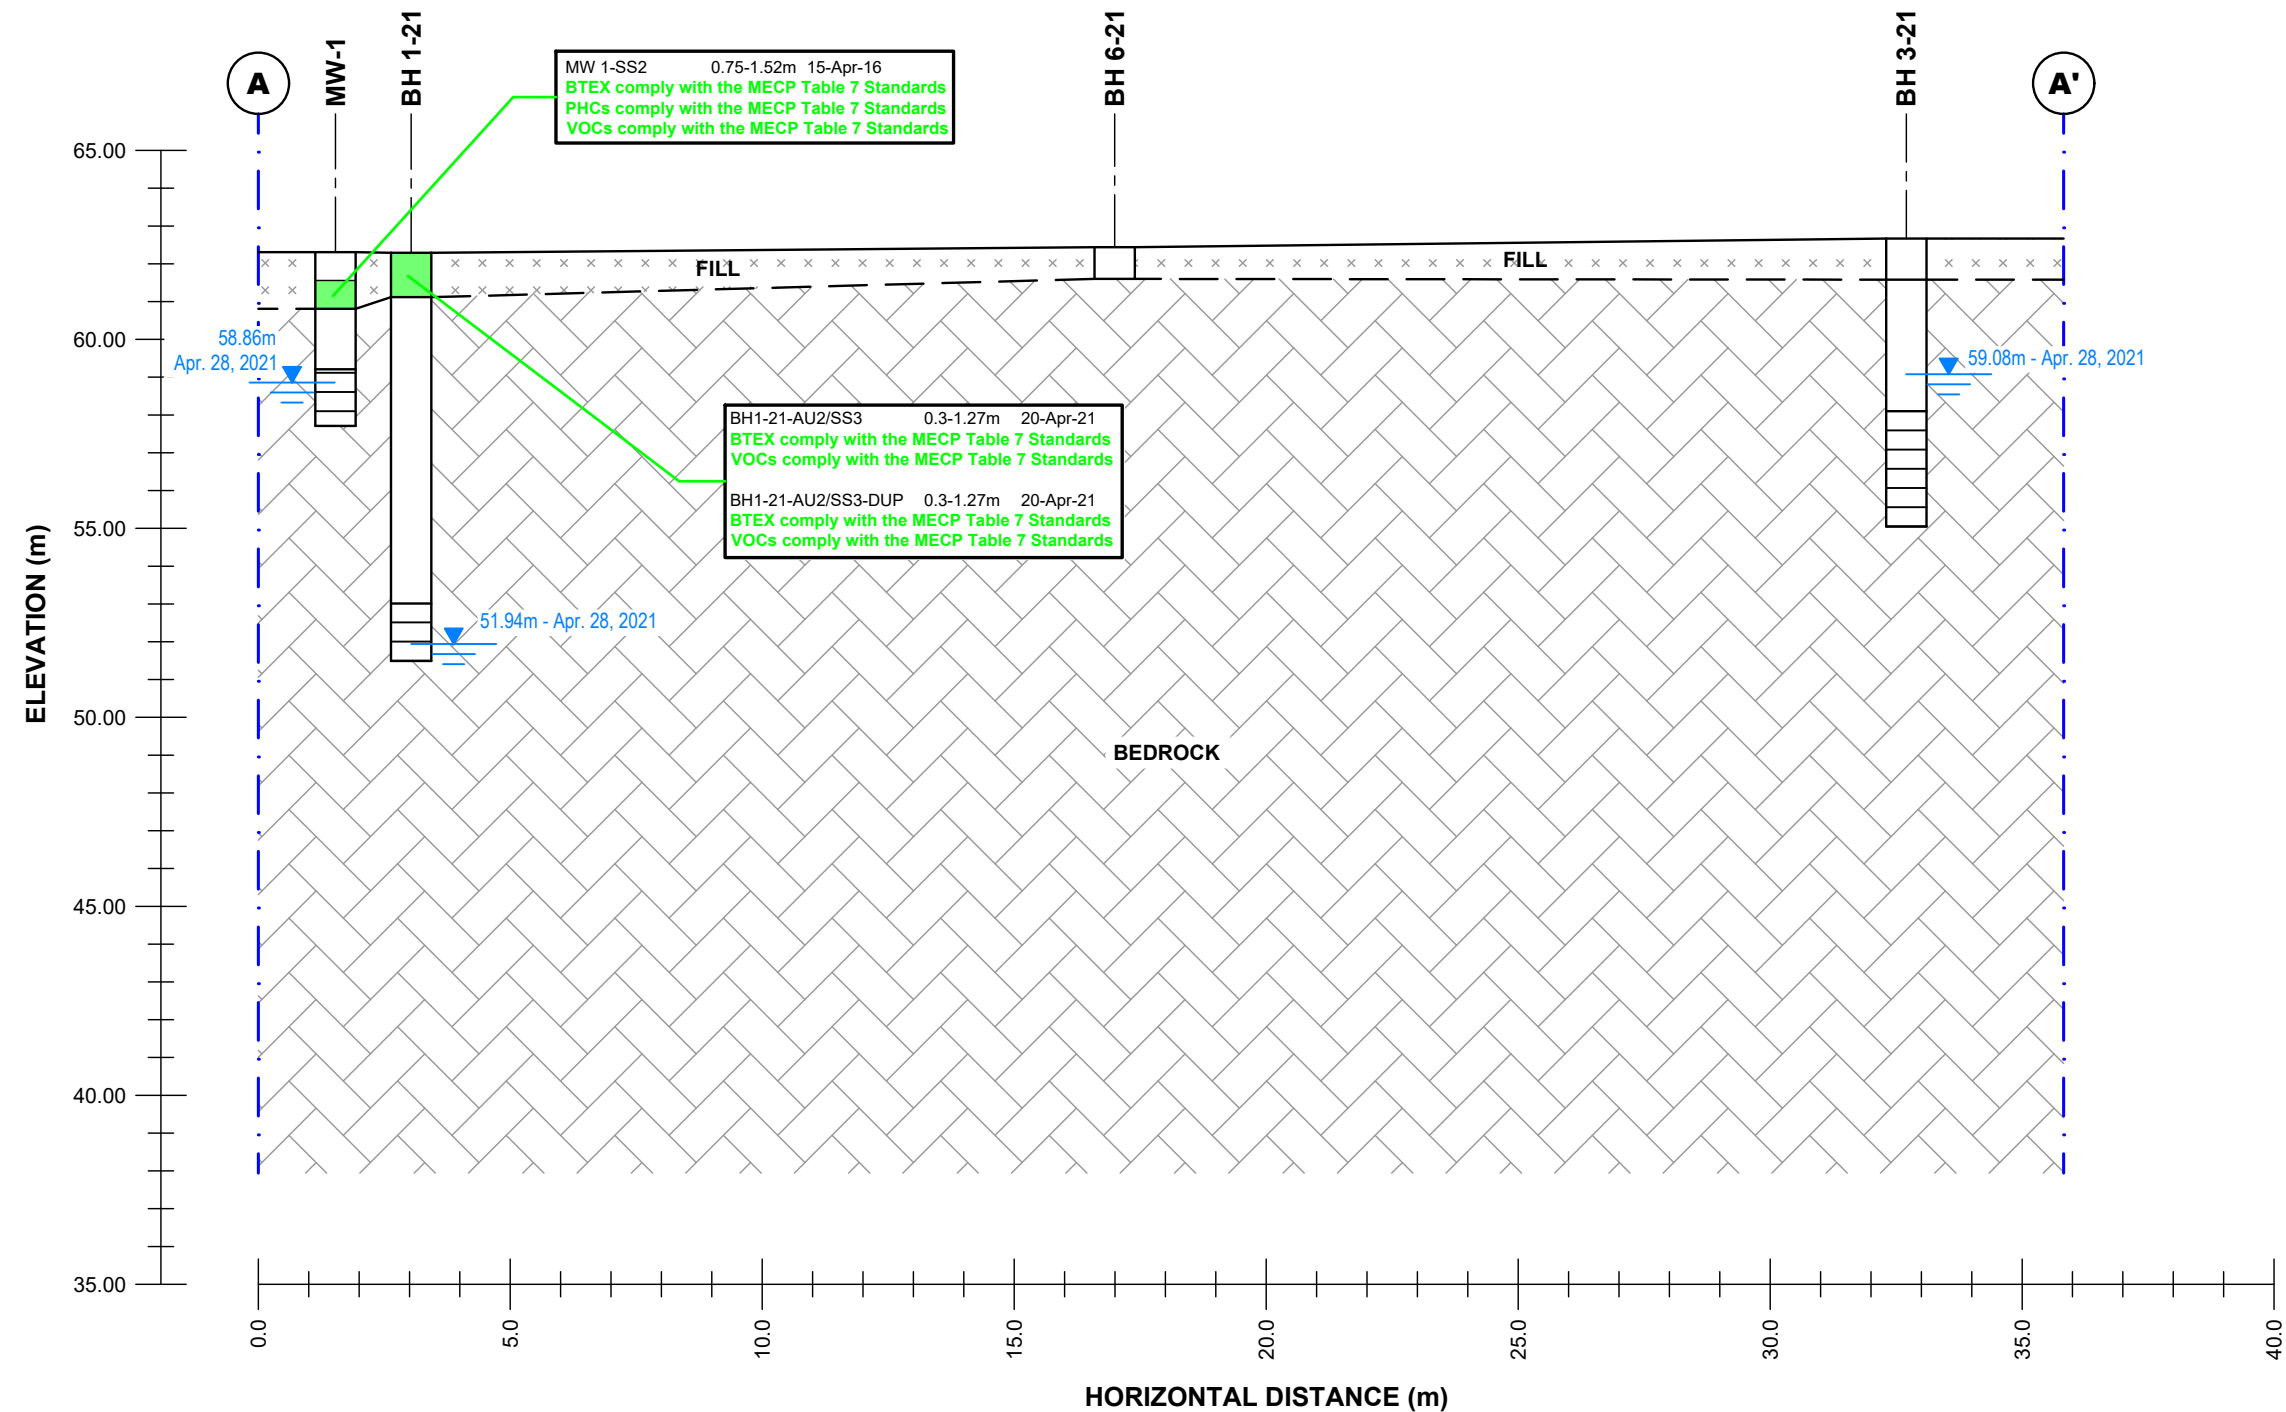 A
MW-1
BH 1-21
BH 6-21
BH 3-21
A'
MW 1-SS2 0.75-1.52m 15-Apr-16
BTEX comply with the MECP Table 7 Standards
PHCs comply with the MECP Table 7 Standards
VOCs comply with the MECP Table 7 Standards
65.00
FILL
FILL
60.00
58.86m
Apr. 28, 2021
59.08m - Apr. 28, 2021
BH1-21-AU2/SS3 0.3-1.27m 20-Apr-21
BTEX comply with the MECP Table 7 Standards
VOCs comply with the MECP Table 7 Standards
BH1-21-AU2/SS3-DUP 0.3-1.27m 20-Apr-21
BTEX comply with the MECP Table 7 Standards
VOCs comply with the MECP Table 7 Standards
55.00
51.94m - Apr. 28, 2021
ELEVATION (m)
50.00
BEDROCK
45.00
40.00
35.00
0.0
5.0
10.0
15.0
20.0
25.0
30.0
35.0
40.0
HORIZONTAL DISTANCE (m)